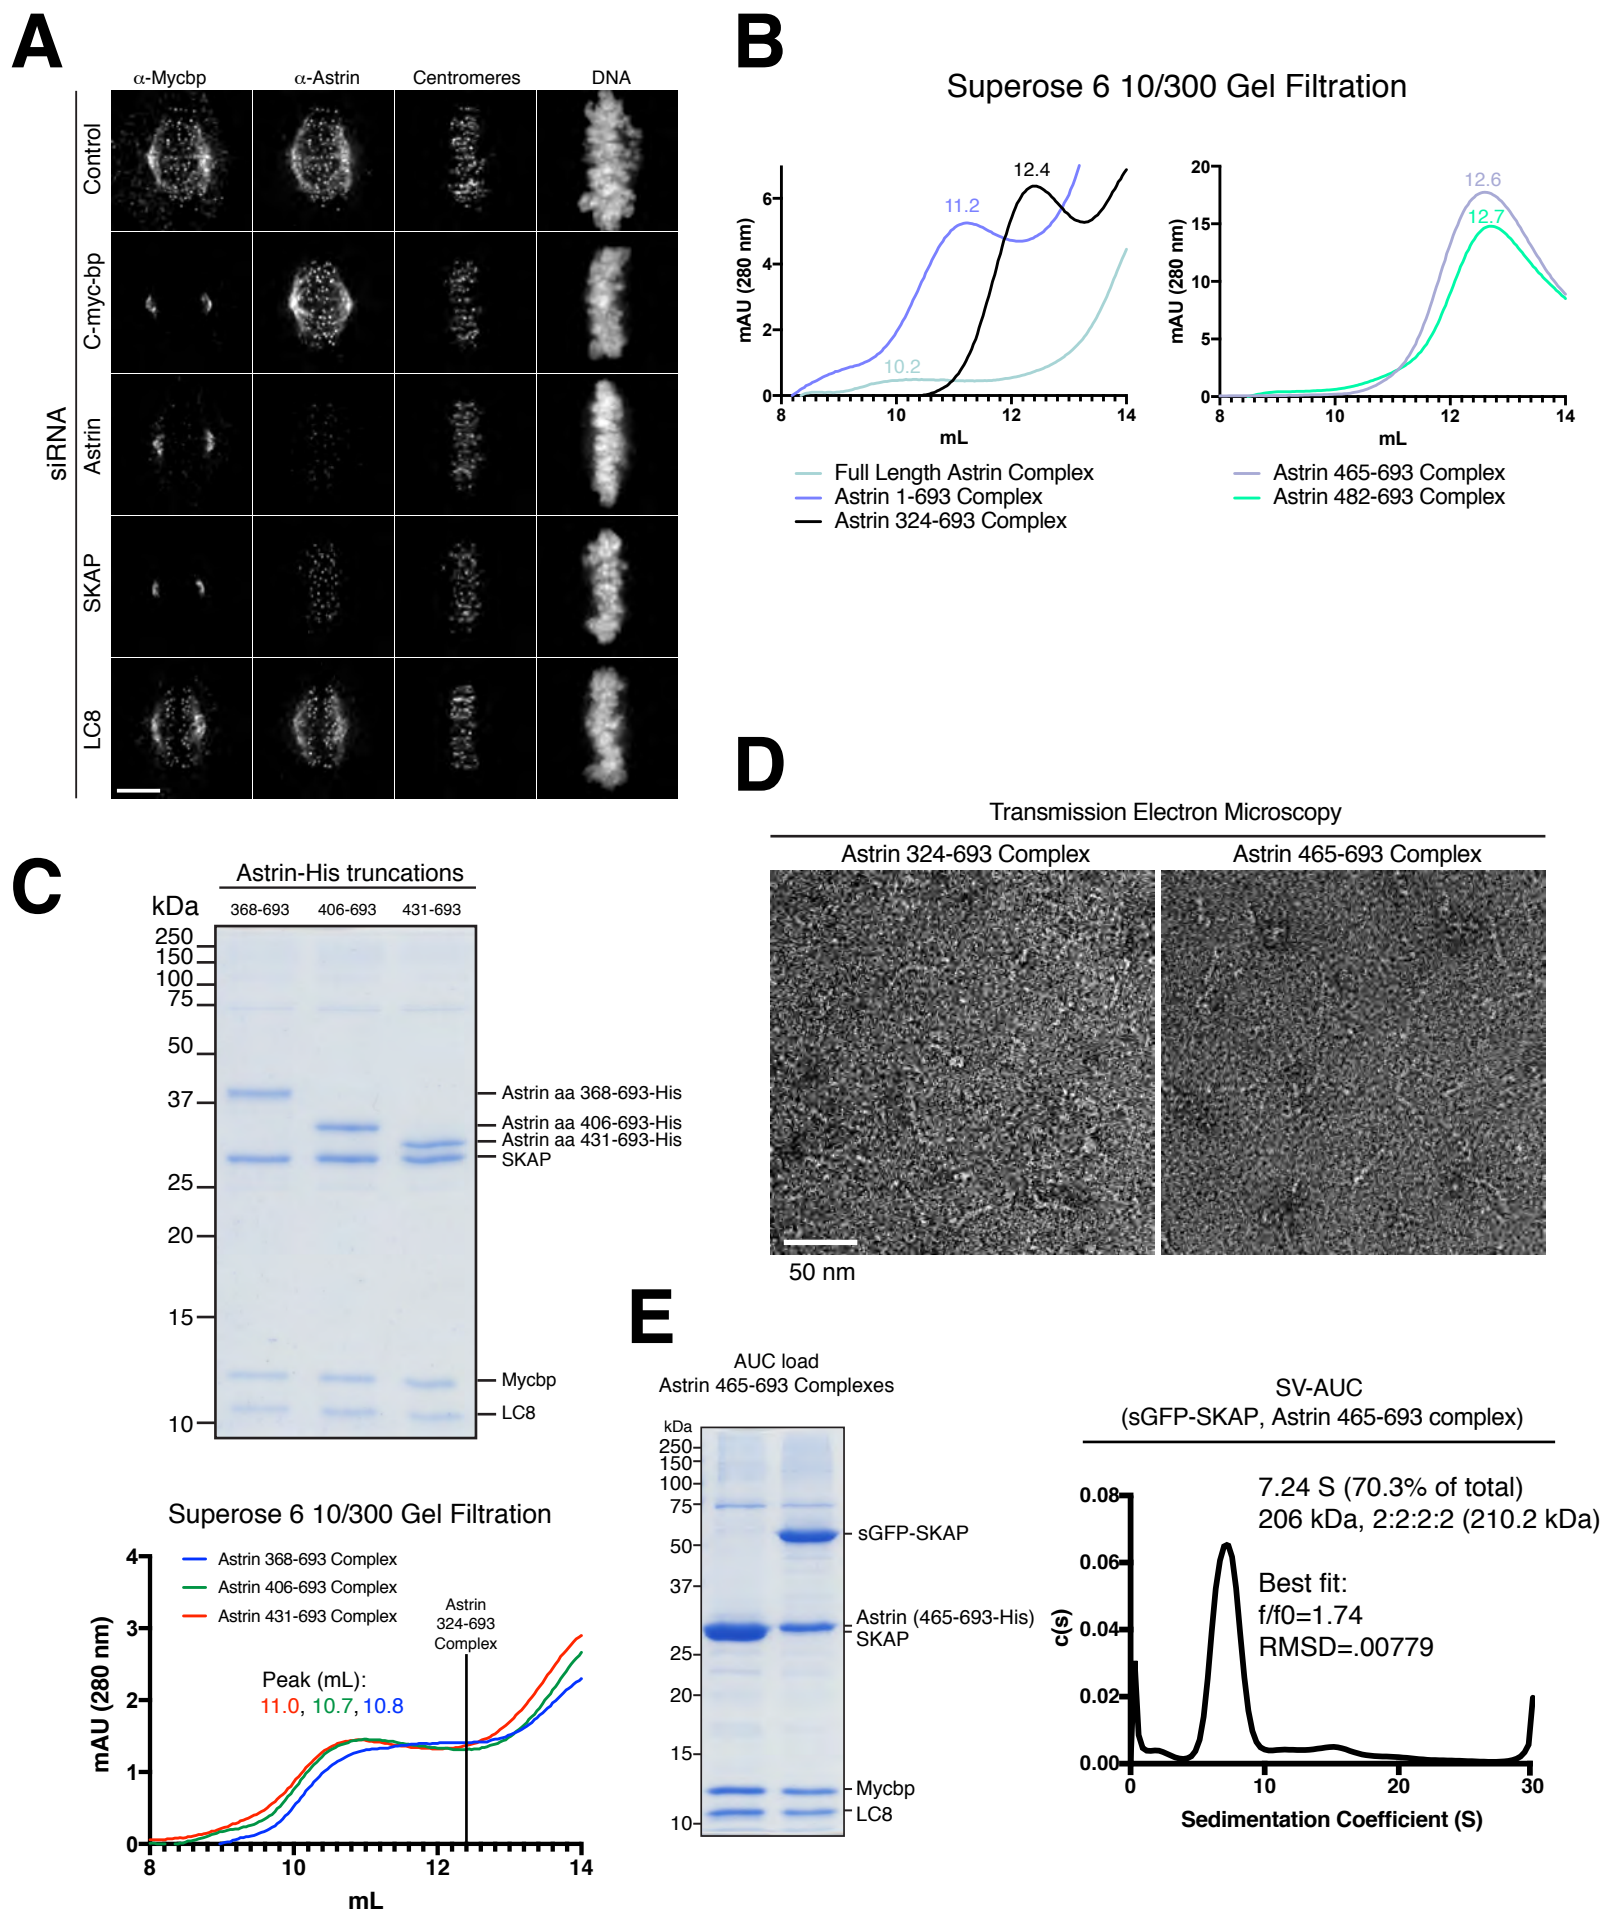 A
α-Mycbp
α-Astrin
Centromeres
DNA
siRNA
Control
C-myc-bp
Astrin
SKAP
LC8
B
Superose 6 10/300 Gel Filtration
mAU (280 nm)
6
4
2
0
8
10
12
14
mL
11.2
12.4
10.2
Full Length Astrin Complex
Astrin 1-693 Complex
Astrin 324-693 Complex
mAU (280 nm)
20
15
10
5
0
8
10
12
14
mL
12.6
12.7
Astrin 465-693 Complex
Astrin 482-693 Complex
C
Astrin-His truncations
kDa
368-693
406-693
431-693
250
150
100
75
50
37
25
20
15
10
Astrin aa 368-693-His
Astrin aa 406-693-His
Astrin aa 431-693-His
SKAP
Mycbp
LC8
Superose 6 10/300 Gel Filtration
Astrin 368-693 Complex
Astrin 406-693 Complex
Astrin 431-693 Complex
Astrin
324-693
Complex
Peak (mL):
11.0, 10.7, 10.8
mAU (280 nm)
4
3
2
1
0
8
10
12
14
mL
D
Transmission Electron Microscopy
Astrin 324-693 Complex
Astrin 465-693 Complex
50 nm
E
AUC load
Astrin 465-693 Complexes
kDa
250
150
100
75
50
37
25
20
15
10
sGFP-SKAP
Astrin (465-693-His)
SKAP
Mycbp
LC8
SV-AUC
(sGFP-SKAP, Astrin 465-693 complex)
7.24 S (70.3% of total)
206 kDa, 2:2:2:2 (210.2 kDa)
Best fit:
f/f0=1.74
RMSD=.00779
c(s)
0.08
0.06
0.04
0.02
0.00
0
10
20
30
Sedimentation Coefficient (S)